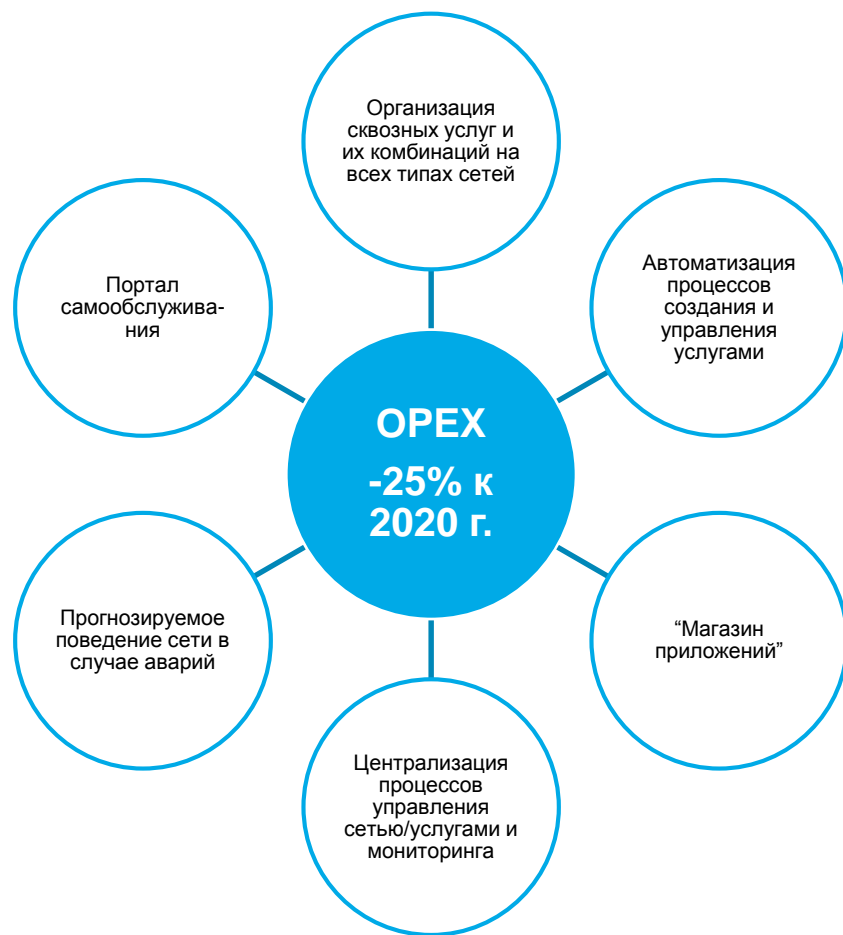 Организация
сквозных услуг и
их комбинаций на
всех типах сетей
Автоматизация
процессов
создания и
управления
услугами
“Магазин
приложений”
Централизация
процессов
управления
сетью/услугами и
мониторинга
Прогнозируемое
поведение сети в
случае аварий
Портал
самообслужива-
ния
OPEX
-25% к
2020 г.